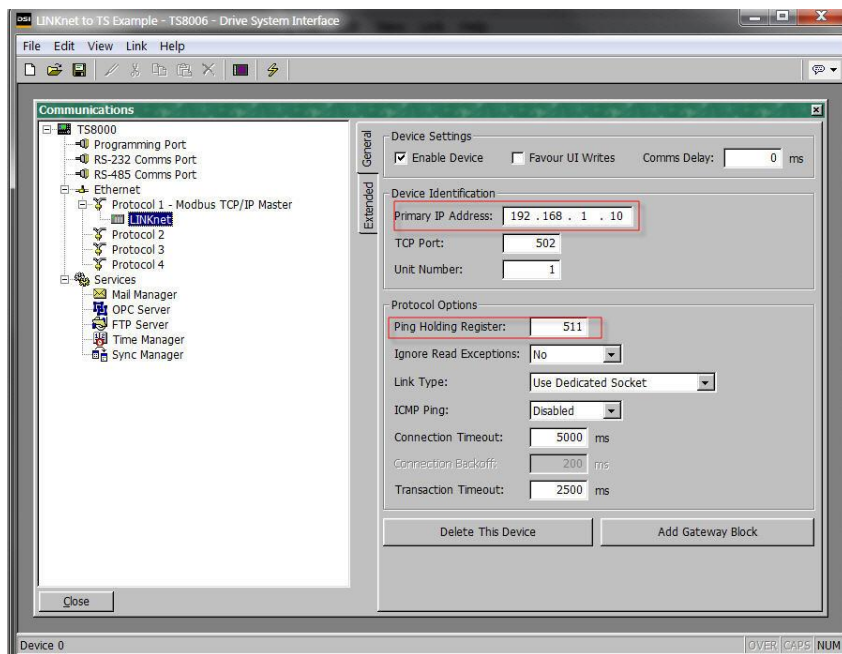 DSI LINKnet to TS Example - TS8006 - Drive System Interface
File Edit View Link Help
Communications
TS8000
Programming Port
RS-232 Comms Port
RS-485 Comms Port
Ethernet
Protocol 1 - Modbus TCP/IP Master
LINKnet
Protocol 2
Protocol 3
Protocol 4
Services
Mail Manager
OPC Server
FTP Server
Time Manager
Sync Manager
Close
General
Extended
Device Settings
Enable Device Favour UI Writes Comms Delay: 0 ms
Device Identification
Primary IP Address: 192 . 168 . 1 . 10
TCP Port: 502
Unit Number: 1
Protocol Options
Ping Holding Register: 511
Ignore Read Exceptions: No
Link Type: Use Dedicated Socket
ICMP Ping: Disabled
Connection Timeout: 5000 ms
Connection Backoff: 200 ms
Transaction Timeout: 2500 ms
Delete This Device Add Gateway Block
Device 0 OVER CAPS NUM